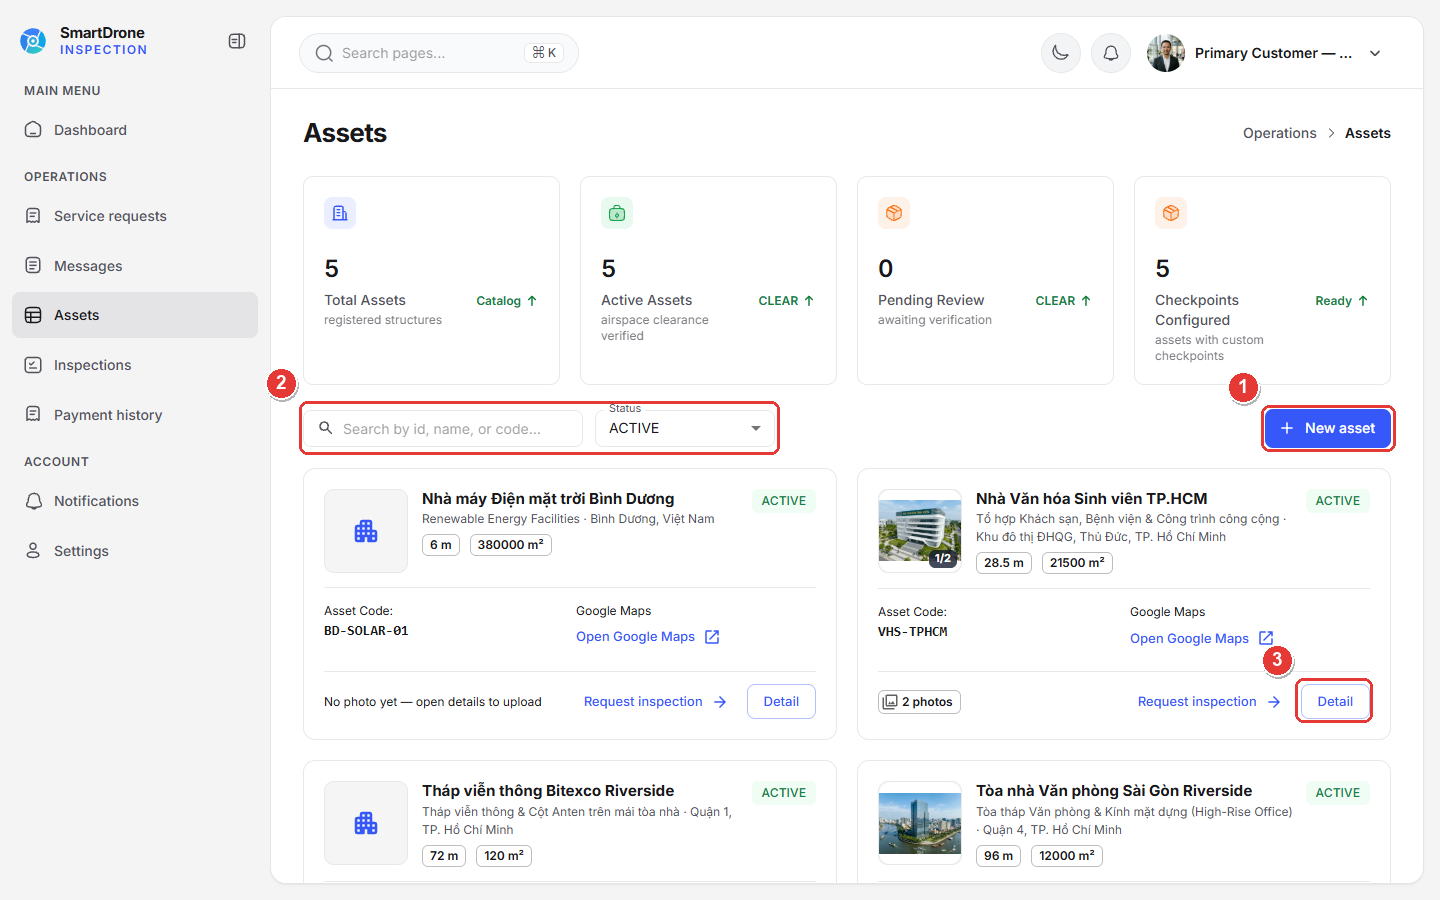 SmartDrone
INSPECTION
MAIN MENU
Dashboard
OPERATIONS
Service requests
Messages
Assets
Inspections
Payment history
ACCOUNT
Notifications
Settings
Search pages...
⌘ K
Primary Customer — ...
Assets
Operations > Assets
5
Total Assets
Catalog ↑
registered structures
5
Active Assets
CLEAR ↑
airspace clearance
verified
0
Pending Review
CLEAR ↑
awaiting verification
5
Checkpoints
Configured
Ready ↑
assets with custom
checkpoints
2
Search by id, name, or code...
Status
ACTIVE
1
+ New asset
Nhà máy Điện mặt trời Bình Dương
ACTIVE
Renewable Energy Facilities · Bình Dương, Việt Nam
6 m
380000 m²
Asset Code:
BD-SOLAR-01
Google Maps
Open Google Maps
No photo yet — open details to upload
Request inspection →
Detail
1/2
Nhà Văn hóa Sinh viên TP.HCM
ACTIVE
Tổ hợp Khách sạn, Bệnh viện & Công trình công cộng ·
Khu đô thị ĐHQG, Thủ Đức, TP. Hồ Chí Minh
28.5 m
21500 m²
Asset Code:
VHS-TPHCM
Google Maps
Open Google Maps
3
2 photos
Request inspection →
Detail
Tháp viễn thông Bitexco Riverside
ACTIVE
Tháp viễn thông & Cột Anten trên mái tòa nhà · Quận 1,
TP. Hồ Chí Minh
72 m
120 m²
Tòa nhà Văn phòng Sài Gòn Riverside
ACTIVE
Tòa tháp Văn phòng & Kính mặt dựng (High-Rise Office)
· Quận 4, TP. Hồ Chí Minh
96 m
12000 m²